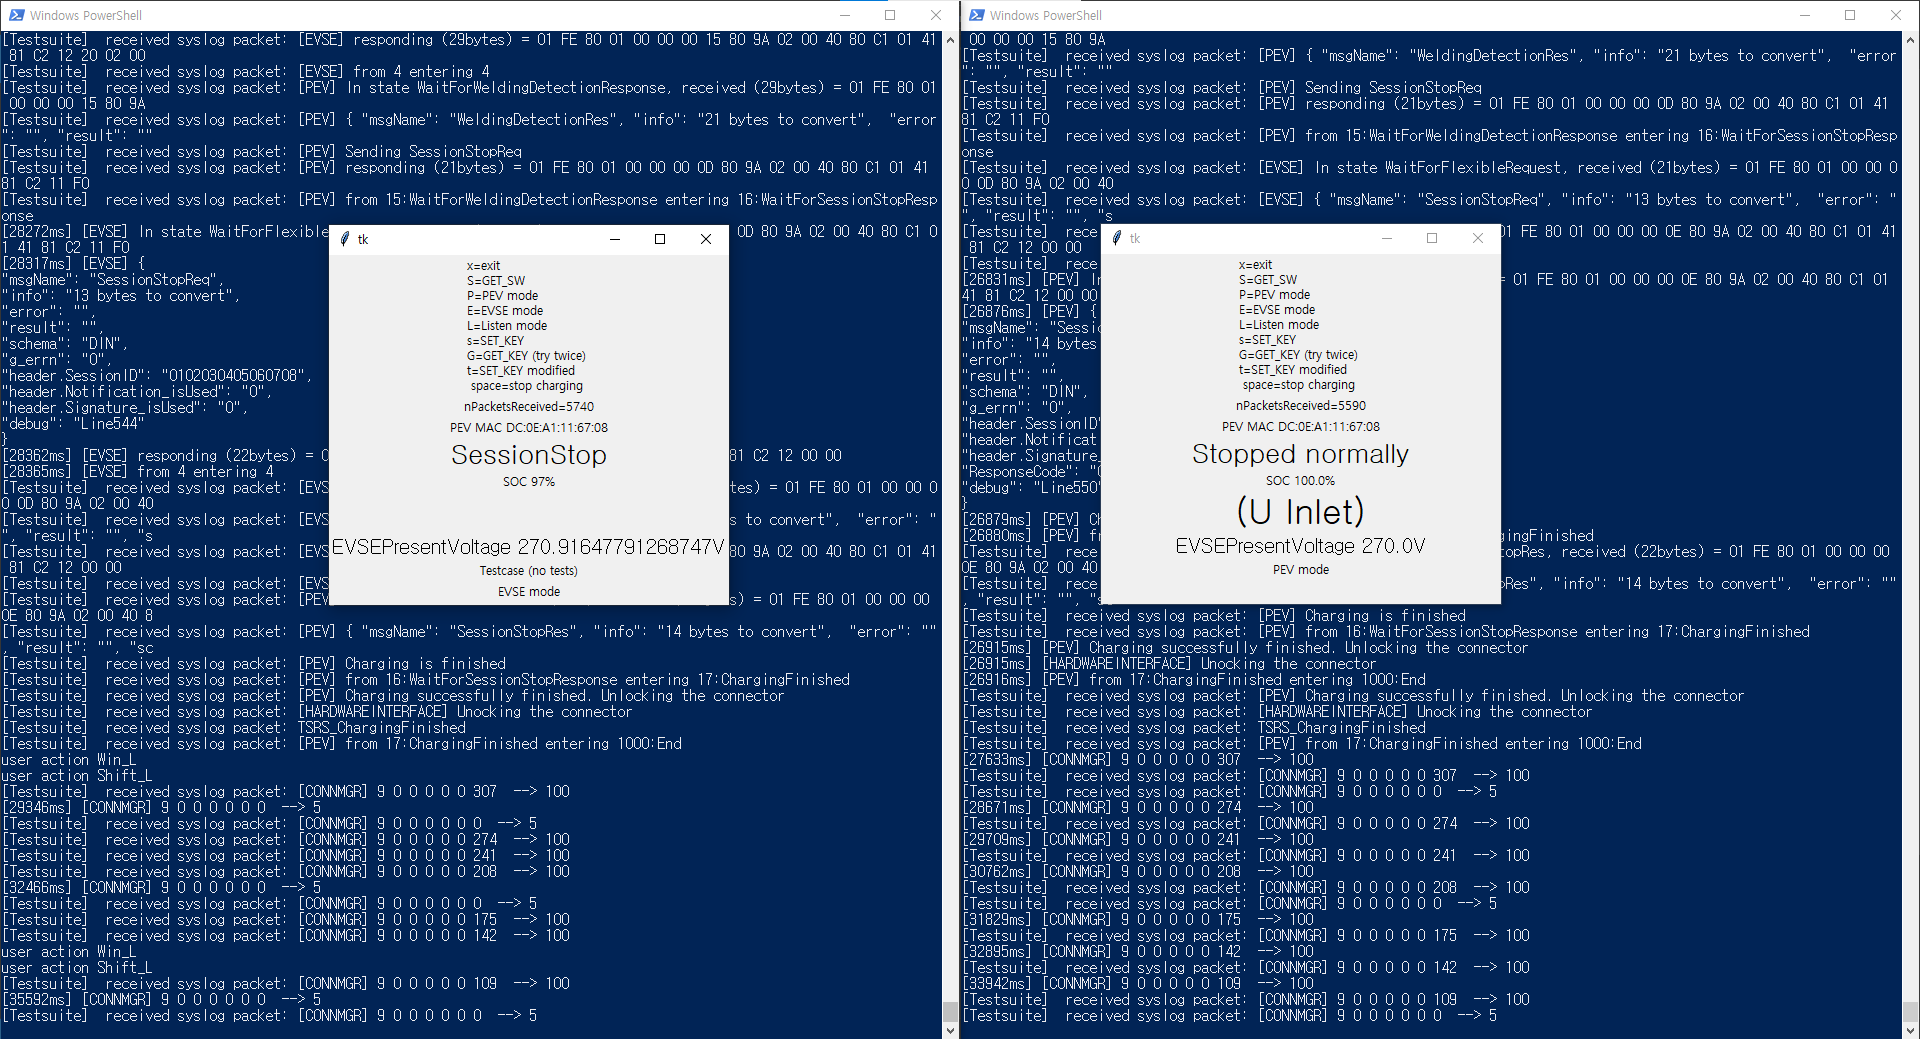 Windows PowerShell
[Testsuite]  received syslog packet: [EVSE] responding (29bytes) = 01 FE 80 01 00 00 00 15 80 9A 02 00 40 80 C1 01 41
 81 C2 12 20 02 00
[Testsuite]  received syslog packet: [EVSE] from 4 entering 4
[Testsuite]  received syslog packet: [PEV] In state WaitForWeldingDetectionResponse, received (29bytes) = 01 FE 80 01
 00 00 00 15 80 9A
[Testsuite]  received syslog packet: [PEV] { "msgName": "WeldingDetectionRes", "info": "21 bytes to convert",  "error
": "", "result": ""
[Testsuite]  received syslog packet: [PEV] Sending SessionStopReq
[Testsuite]  received syslog packet: [PEV] responding (21bytes) = 01 FE 80 01 00 00 00 0D 80 9A 02 00 40 80 C1 01 41
81 C2 11 F0
[Testsuite]  received syslog packet: [PEV] from 15:WaitForWeldingDetectionResponse entering 16:WaitForSessionStopResp
onse
[28272ms] [EVSE] In state WaitForFlexible
0D 80 9A 02 00 40 80 C1 0
1 41 81 C2 11 F0
[28317ms] [EVSE] {
"msgName": "SessionStopReq",
"info": "13 bytes to convert",
"error": "",
"result": "",
"schema": "DIN",
"g_errn": "0",
"header.SessionID": "0102030405060708",
"header.Notification_isUsed": "0",
"header.Signature_isUsed": "0",
"debug": "Line544"
}
[28362ms] [EVSE] responding (22bytes) = 0
81 C2 12 00 00
[28365ms] [EVSE] from 4 entering 4
[Testsuite]  received syslog packet: [EVS
tes) = 01 FE 80 01 00 00 0
0 0D 80 9A 02 00 40
[Testsuite]  received syslog packet: [EVS
s to convert",  "error": "
", "result": "", "s
[Testsuite]  received syslog packet: [EVS
80 9A 02 00 40 80 C1 01 41
 81 C2 12 00 00
[Testsuite]  received syslog packet: [EVS
[Testsuite]  received syslog packet: [PEV
s) = 01 FE 80 01 00 00 00
0E 80 9A 02 00 40 8
[Testsuite]  received syslog packet: [PEV] { "msgName": "SessionStopRes", "info": "14 bytes to convert",  "error": ""
, "result": "", "sc
[Testsuite]  received syslog packet: [PEV] Charging is finished
[Testsuite]  received syslog packet: [PEV] from 16:WaitForSessionStopResponse entering 17:ChargingFinished
[Testsuite]  received syslog packet: [PEV] Charging successfully finished. Unlocking the connector
[Testsuite]  received syslog packet: [HARDWAREINTERFACE] Unocking the connector
[Testsuite]  received syslog packet: TSRS_ChargingFinished
[Testsuite]  received syslog packet: [PEV] from 17:ChargingFinished entering 1000:End
user action Win_L
user action Shift_L
[Testsuite]  received syslog packet: [CONNMGR] 9 0 0 0 0 0 307  --> 100
[29346ms] [CONNMGR] 9 0 0 0 0 0 0  --> 5
[Testsuite]  received syslog packet: [CONNMGR] 9 0 0 0 0 0 0  --> 5
[Testsuite]  received syslog packet: [CONNMGR] 9 0 0 0 0 0 274  --> 100
[Testsuite]  received syslog packet: [CONNMGR] 9 0 0 0 0 0 241  --> 100
[Testsuite]  received syslog packet: [CONNMGR] 9 0 0 0 0 0 208  --> 100
[32466ms] [CONNMGR] 9 0 0 0 0 0 0  --> 5
[Testsuite]  received syslog packet: [CONNMGR] 9 0 0 0 0 0 0  --> 5
[Testsuite]  received syslog packet: [CONNMGR] 9 0 0 0 0 0 175  --> 100
[Testsuite]  received syslog packet: [CONNMGR] 9 0 0 0 0 0 142  --> 100
user action Win_L
user action Shift_L
[Testsuite]  received syslog packet: [CONNMGR] 9 0 0 0 0 0 109  --> 100
[35592ms] [CONNMGR] 9 0 0 0 0 0 0  --> 5
[Testsuite]  received syslog packet: [CONNMGR] 9 0 0 0 0 0 0  --> 5
tk
x=exit
S=GET_SW
P=PEV mode
E=EVSE mode
L=Listen mode
s=SET_KEY
G=GET_KEY (try twice)
t=SET_KEY modified
space=stop charging
nPacketsReceived=5740
PEV MAC DC:0E:A1:11:67:08
SessionStop
SOC 97%
EVSEPresentVoltage 270.91647791268747V
Testcase (no tests)
EVSE mode
Windows PowerShell
 00 00 00 15 80 9A
[Testsuite]  received syslog packet: [PEV] { "msgName": "WeldingDetectionRes", "info": "21 bytes to convert",  "error
": "", "result": ""
[Testsuite]  received syslog packet: [PEV] Sending SessionStopReq
[Testsuite]  received syslog packet: [PEV] responding (21bytes) = 01 FE 80 01 00 00 00 0D 80 9A 02 00 40 80 C1 01 41
81 C2 11 F0
[Testsuite]  received syslog packet: [PEV] from 15:WaitForWeldingDetectionResponse entering 16:WaitForSessionStopResp
onse
[Testsuite]  received syslog packet: [EVSE] In state WaitForFlexibleRequest, received (21bytes) = 01 FE 80 01 00 00 0
0 0D 80 9A 02 00 40
[Testsuite]  received syslog packet: [EVSE] { "msgName": "SessionStopReq", "info": "13 bytes to convert",  "error": "
", "result": "", "s
[Testsuite]  rece
01 FE 80 01 00 00 00 0E 80 9A 02 00 40 80 C1 01 41
 81 C2 12 00 00
[Testsuite]  rece
[26831ms] [PEV] In
= 01 FE 80 01 00 00 00 0E 80 9A 02 00 40 80 C1 01
41 81 C2 12 00 00
[26876ms] [PEV] {
"msgName": "Sessi
"info": "14 bytes
"error": "",
"result": "",
"schema": "DIN",
"g_errn": "0",
"header.SessionID"
"header.Notificat
"header.Signature_
"ResponseCode": "
"debug": "Line550"
}
[26879ms] [PEV] Ch
[26880ms] [PEV] fr
gingFinished
[Testsuite]  rece
opRes, received (22bytes) = 01 FE 80 01 00 00 00
0E 80 9A 02 00 40
[Testsuite]  rece
pRes", "info": "14 bytes to convert",  "error": ""
, "result": "", "s
[Testsuite]  received syslog packet: [PEV] Charging is finished
[Testsuite]  received syslog packet: [PEV] from 16:WaitForSessionStopResponse entering 17:ChargingFinished
[26915ms] [PEV] Charging successfully finished. Unlocking the connector
[26915ms] [HARDWAREINTERFACE] Unocking the connector
[26916ms] [PEV] from 17:ChargingFinished entering 1000:End
[Testsuite]  received syslog packet: [PEV] Charging successfully finished. Unlocking the connector
[Testsuite]  received syslog packet: [HARDWAREINTERFACE] Unocking the connector
[Testsuite]  received syslog packet: TSRS_ChargingFinished
[Testsuite]  received syslog packet: [PEV] from 17:ChargingFinished entering 1000:End
[27633ms] [CONNMGR] 9 0 0 0 0 0 307  --> 100
[Testsuite]  received syslog packet: [CONNMGR] 9 0 0 0 0 0 307  --> 100
[Testsuite]  received syslog packet: [CONNMGR] 9 0 0 0 0 0 0  --> 5
[28671ms] [CONNMGR] 9 0 0 0 0 0 274  --> 100
[Testsuite]  received syslog packet: [CONNMGR] 9 0 0 0 0 0 274  --> 100
[29709ms] [CONNMGR] 9 0 0 0 0 0 241  --> 100
[Testsuite]  received syslog packet: [CONNMGR] 9 0 0 0 0 0 241  --> 100
[30762ms] [CONNMGR] 9 0 0 0 0 0 208  --> 100
[Testsuite]  received syslog packet: [CONNMGR] 9 0 0 0 0 0 208  --> 100
[Testsuite]  received syslog packet: [CONNMGR] 9 0 0 0 0 0 0  --> 5
[31829ms] [CONNMGR] 9 0 0 0 0 0 175  --> 100
[Testsuite]  received syslog packet: [CONNMGR] 9 0 0 0 0 0 175  --> 100
[32895ms] [CONNMGR] 9 0 0 0 0 0 142  --> 100
[Testsuite]  received syslog packet: [CONNMGR] 9 0 0 0 0 0 142  --> 100
[33942ms] [CONNMGR] 9 0 0 0 0 0 109  --> 100
[Testsuite]  received syslog packet: [CONNMGR] 9 0 0 0 0 0 109  --> 100
[Testsuite]  received syslog packet: [CONNMGR] 9 0 0 0 0 0 0  --> 5
tk
x=exit
S=GET_SW
P=PEV mode
E=EVSE mode
L=Listen mode
s=SET_KEY
G=GET_KEY (try twice)
t=SET_KEY modified
space=stop charging
nPacketsReceived=5590
PEV MAC DC:0E:A1:11:67:08
Stopped normally
SOC 100.0%
(U Inlet)
EVSEPresentVoltage 270.0V
PEV mode